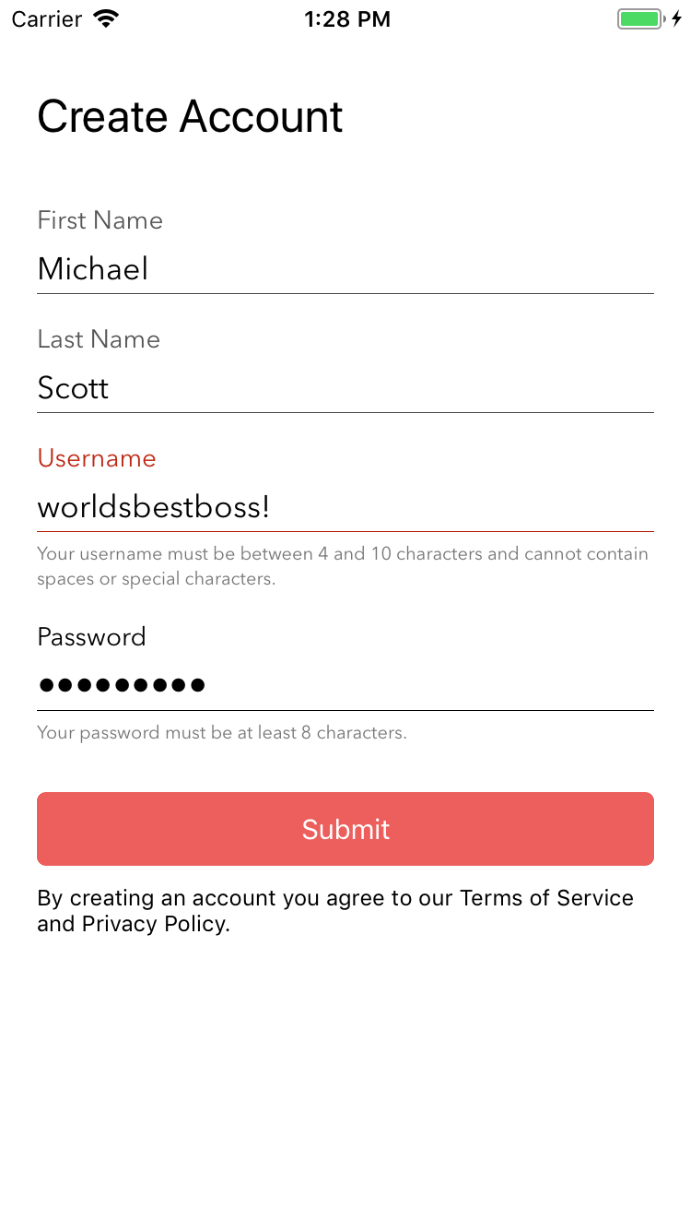 Carrier 1:28 PM
Create Account
First Name
Michael
Last Name
Scott
Username
worldsbestboss!
Your username must be between 4 and 10 characters and cannot contain
spaces or special characters.
Password
●●●●●●●●●
Your password must be at least 8 characters.
Submit
By creating an account you agree to our Terms of Service
and Privacy Policy.